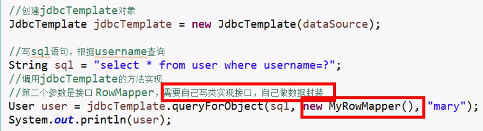 //创建jdbcTemplate对象
JdbcTemplate jdbcTemplate = new JdbcTemplate(dataSource);
//写sql语句，根据username查询
String sql = "select * from user where username=?";
//调用jdbcTemplate的方法实现
//第二个参数是接口 RowMapper，需要自己写类实现接口，自己做数据封装
User user = jdbcTemplate.queryForObject(sql, new MyRowMapper(), "mary");
System.out.println(user);